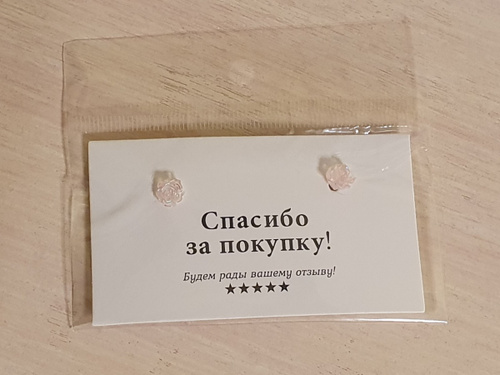 Спасибо
за покупку!
Будем рады вашему отзыву!
★★★★★